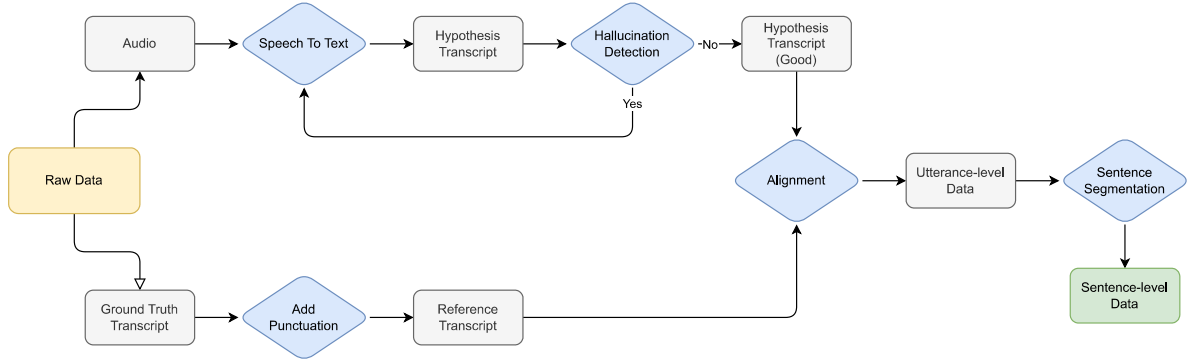 Audio
Speech To Text
Hypothesis
Transcript
Hallucination
Detection
No
Hypothesis
Transcript
(Good)
Yes
Raw Data
Alignment
Utterance-level
Data
Sentence
Segmentation
Ground Truth
Transcript
Add
Punctuation
Reference
Transcript
Sentence-level
Data